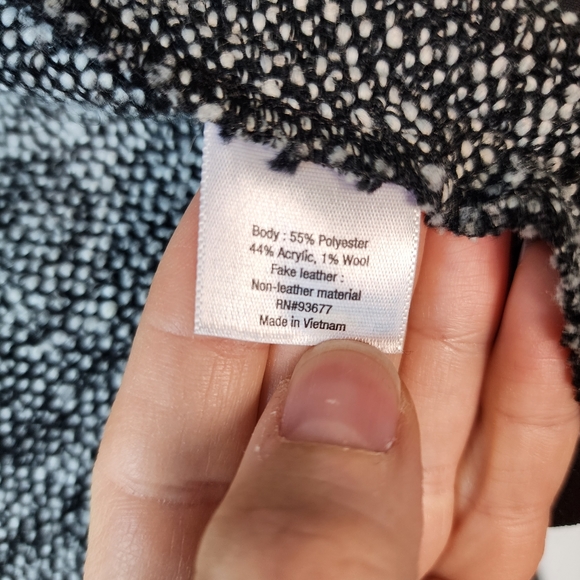 Body : 55% Polyester
44% Acrylic, 1% Wool
Fake leather :
Non-leather material
RN#93677
Made in Vietnam